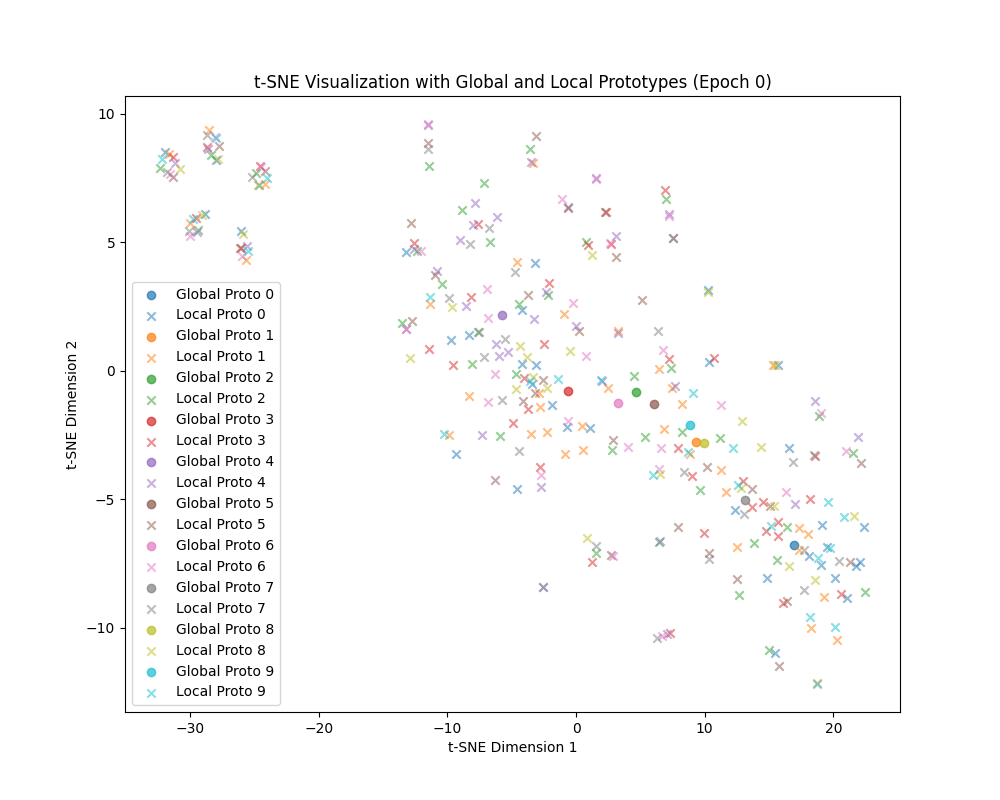 t-SNE Visualization with Global and Local Prototypes (Epoch 0)
10
5
0
−5
−10
t-SNE Dimension 2
Global Proto 0
Local Proto 0
Global Proto 1
Local Proto 1
Global Proto 2
Local Proto 2
Global Proto 3
Local Proto 3
Global Proto 4
Local Proto 4
Global Proto 5
Local Proto 5
Global Proto 6
Local Proto 6
Global Proto 7
Local Proto 7
Global Proto 8
Local Proto 8
Global Proto 9
Local Proto 9
−30 −20 −10 0 10 20
t-SNE Dimension 1